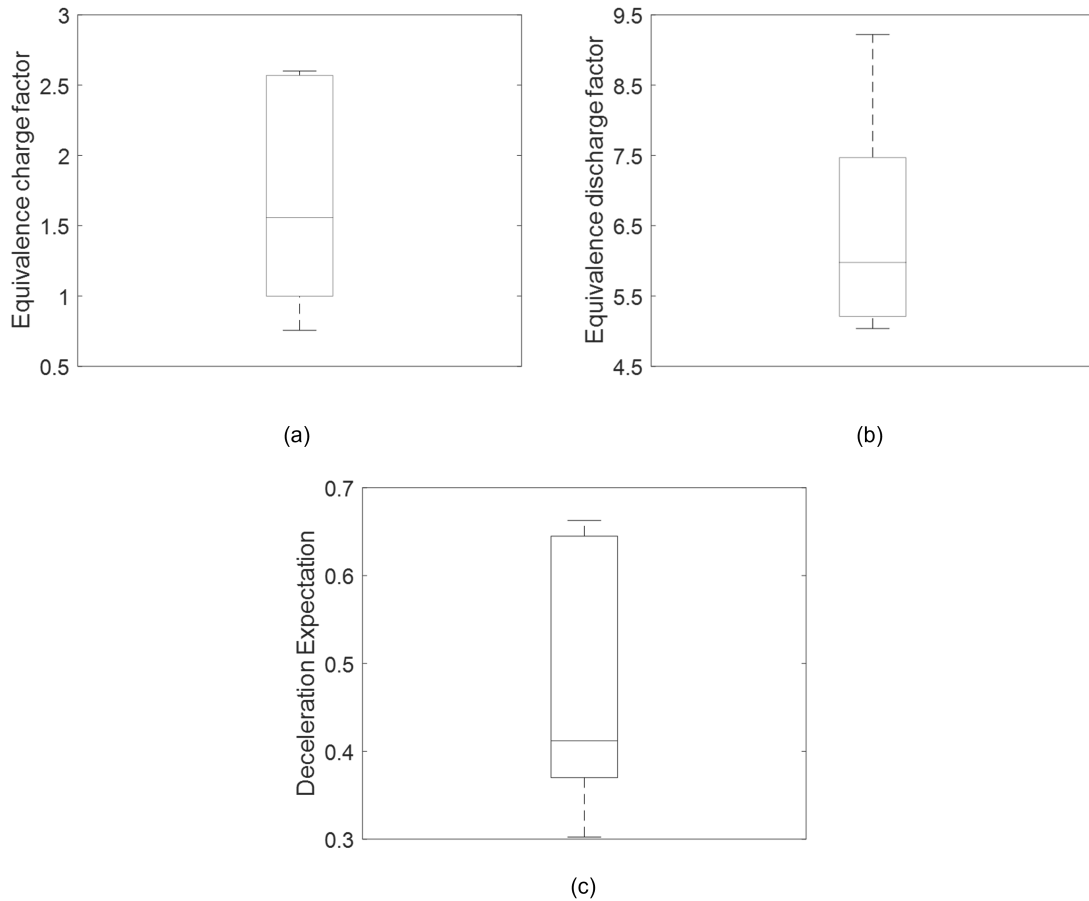 Equivalence charge factor
3
2.5
2
1.5
1
0.5
(a)
Equivalence discharge factor
9.5
8.5
7.5
6.5
5.5
4.5
(b)
Deceleration Expectation
0.7
0.6
0.5
0.4
0.3
(c)